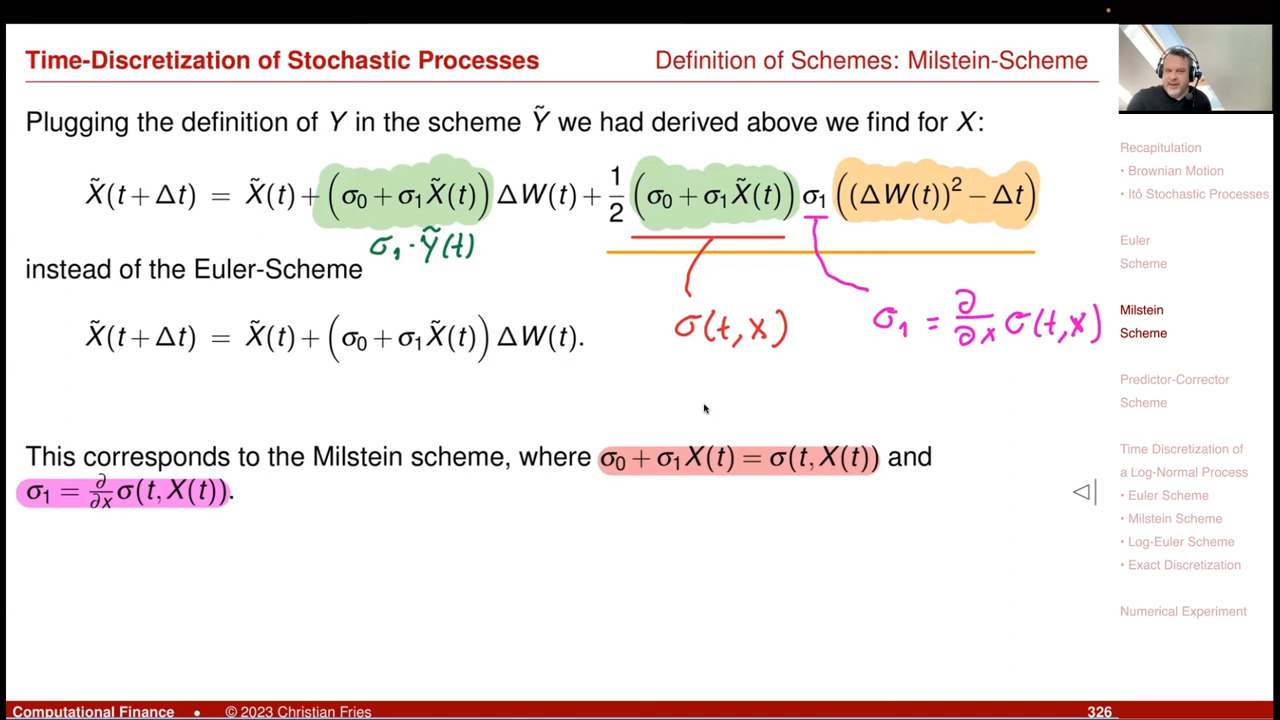 Time-Discretization of Stochastic Processes Definition of Schemes: Milstein-Scheme
Plugging the definition of Y in the scheme Ỹ we had derived above we find for X:
X̃(t+Δt) = X̃(t)+(σ₀+σ₁X̃(t))ΔW(t)+½(σ₀+σ₁X̃(t))σ₁((ΔW(t))²−Δt)
σ₁·Ỹ(t)
instead of the Euler-Scheme
σ(t,x) σ₁ = ∂/∂x σ(t,x)
X̃(t+Δt) = X̃(t)+(σ₀+σ₁X̃(t))ΔW(t).
This corresponds to the Milstein scheme, where σ₀+σ₁X(t)=σ(t,X(t)) and
σ₁ = ∂/∂x σ(t,X(t)).
Recapitulation
• Brownian Motion
• Itô Stochastic Processes
Euler
Scheme
Milstein
Scheme
Predictor-Corrector
Scheme
Time Discretization of
a Log-Normal Process
• Euler Scheme
• Milstein Scheme
• Log-Euler Scheme
• Exact Discretization
Numerical Experiment
Computational Finance • © 2023 Christian Fries 326